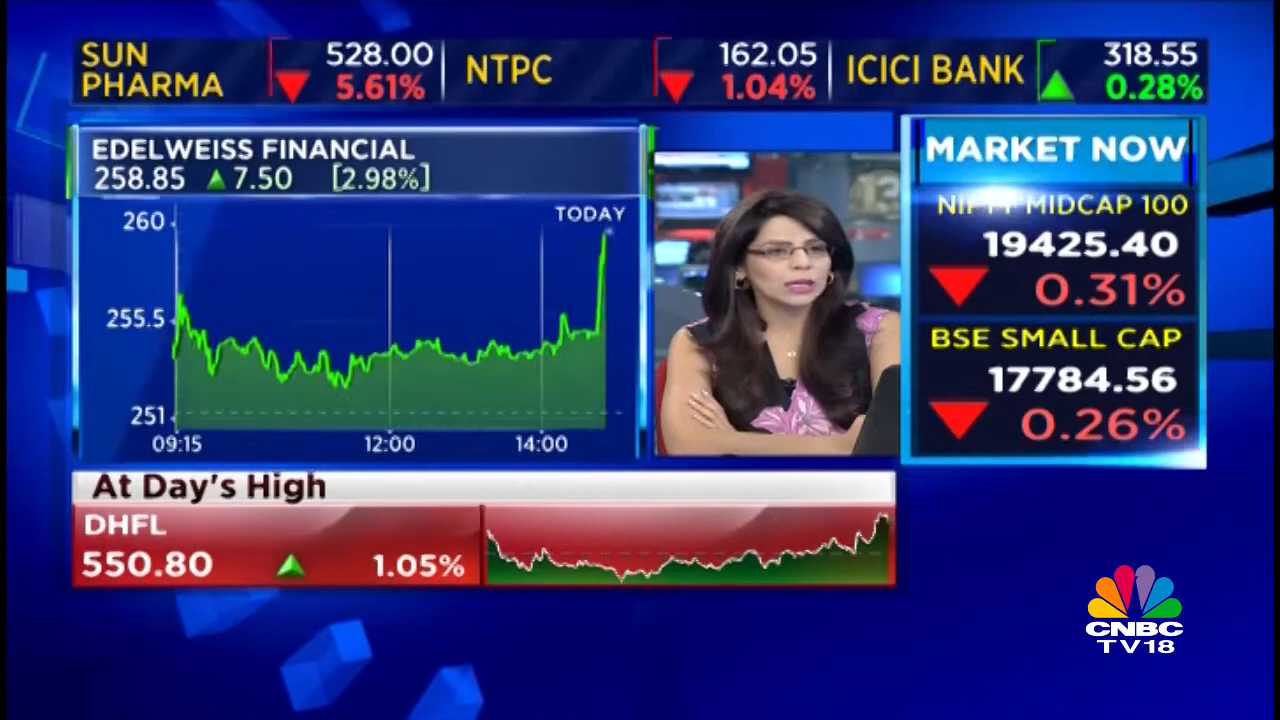 SUN PHARMA
528.00
5.61%
NTPC
162.05
1.04%
ICICI BANK
318.55
0.28%
EDELWEISS FINANCIAL
258.85 7.50 [2.98%]
TODAY
260
255.5
251
09:15 12:00 14:00
MARKET NOW
NIFTY MIDCAP 100
19425.40
0.31%
BSE SMALL CAP
17784.56
0.26%
At Day's High
DHFL
550.80 1.05%
CNBC
TV18